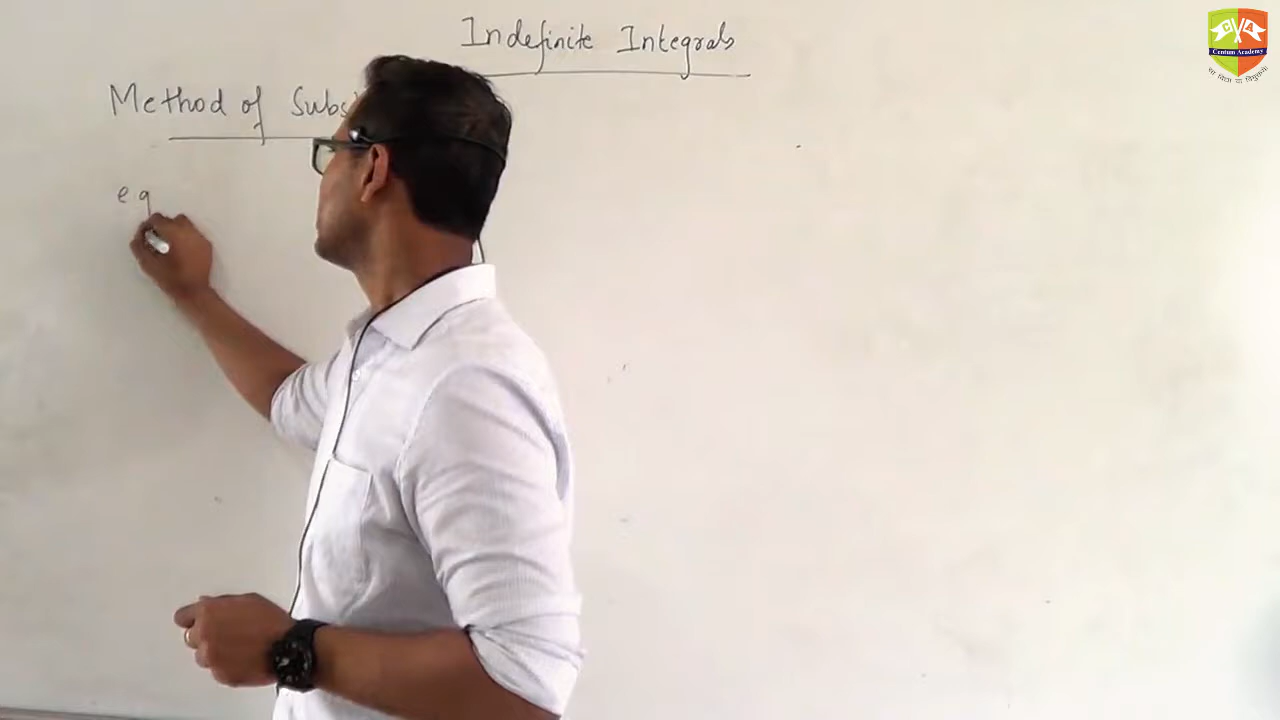 Indefinite Integrals
Method of Subs
e g
C A
Centum Academy